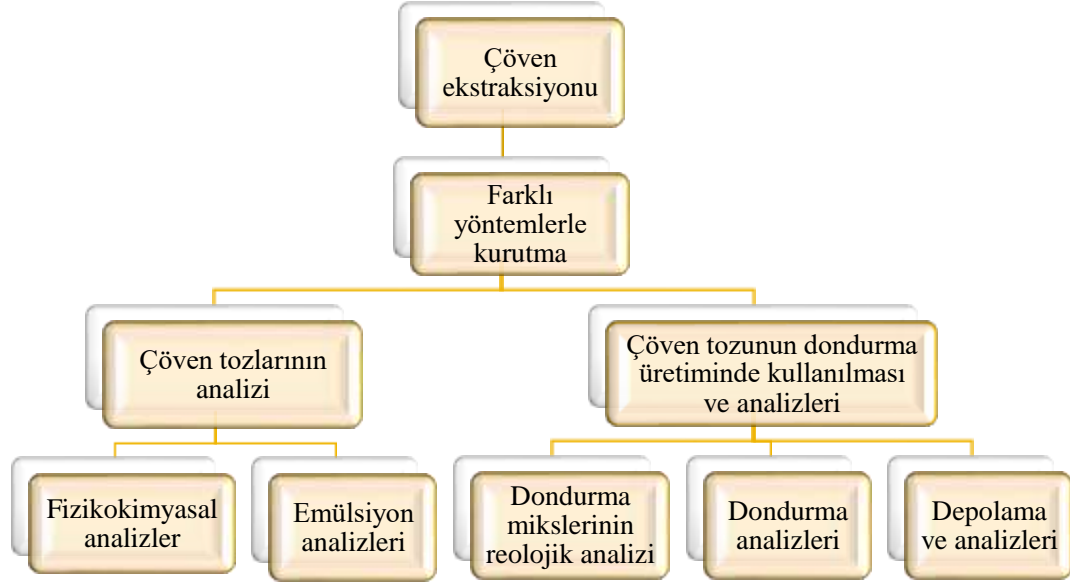 Çöven
ekstraksiyonu
Farklı
yöntemlerle
kurutma
Çöven tozlarının
analizi
Çöven tozunun dondurma
üretiminde kullanılması
ve analizleri
Fizikokimyasal
analizler
Emülsiyon
analizleri
Dondurma
mikslerinin
reolojik analizi
Dondurma
analizleri
Depolama
ve analizleri